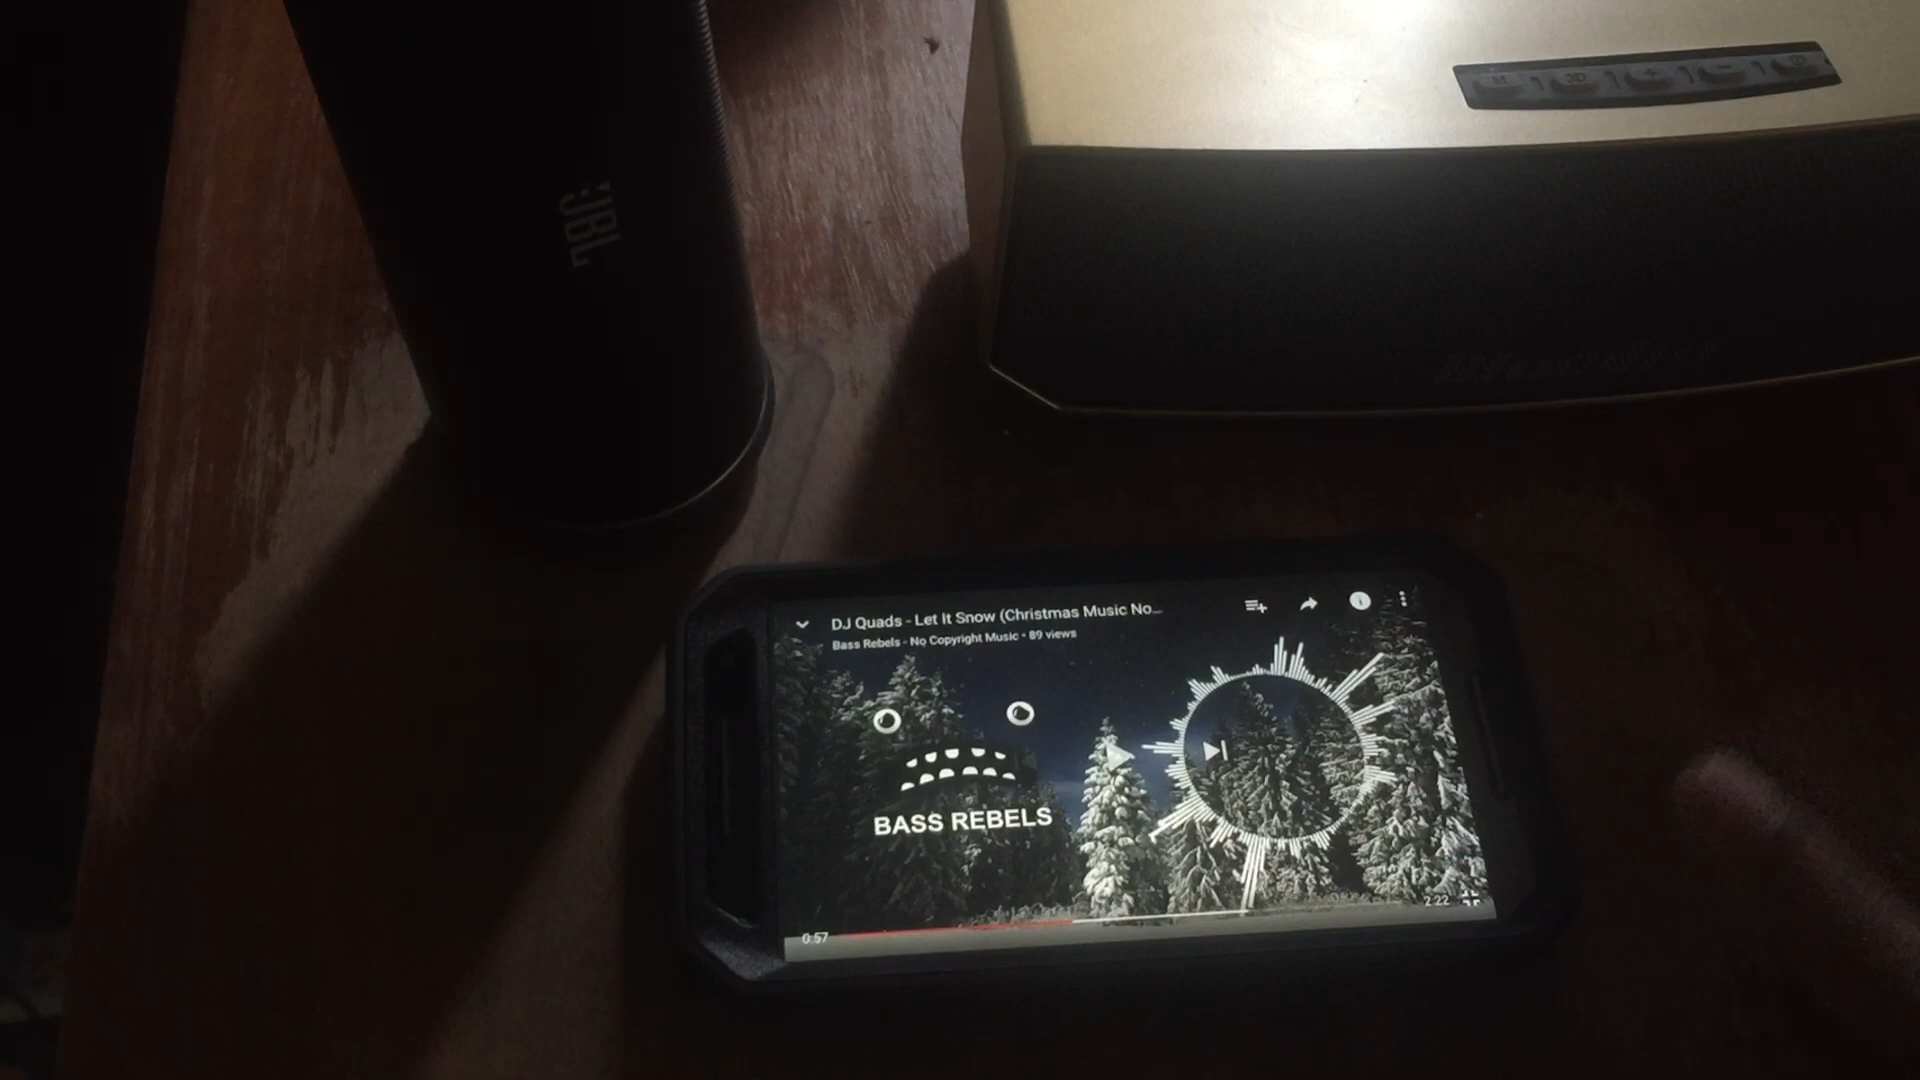 JBL
3D
DJ Quads - Let It Snow (Christmas Music No...
Bass Rebels - No Copyright Music • 89 views
BASS REBELS
0:57
2:22